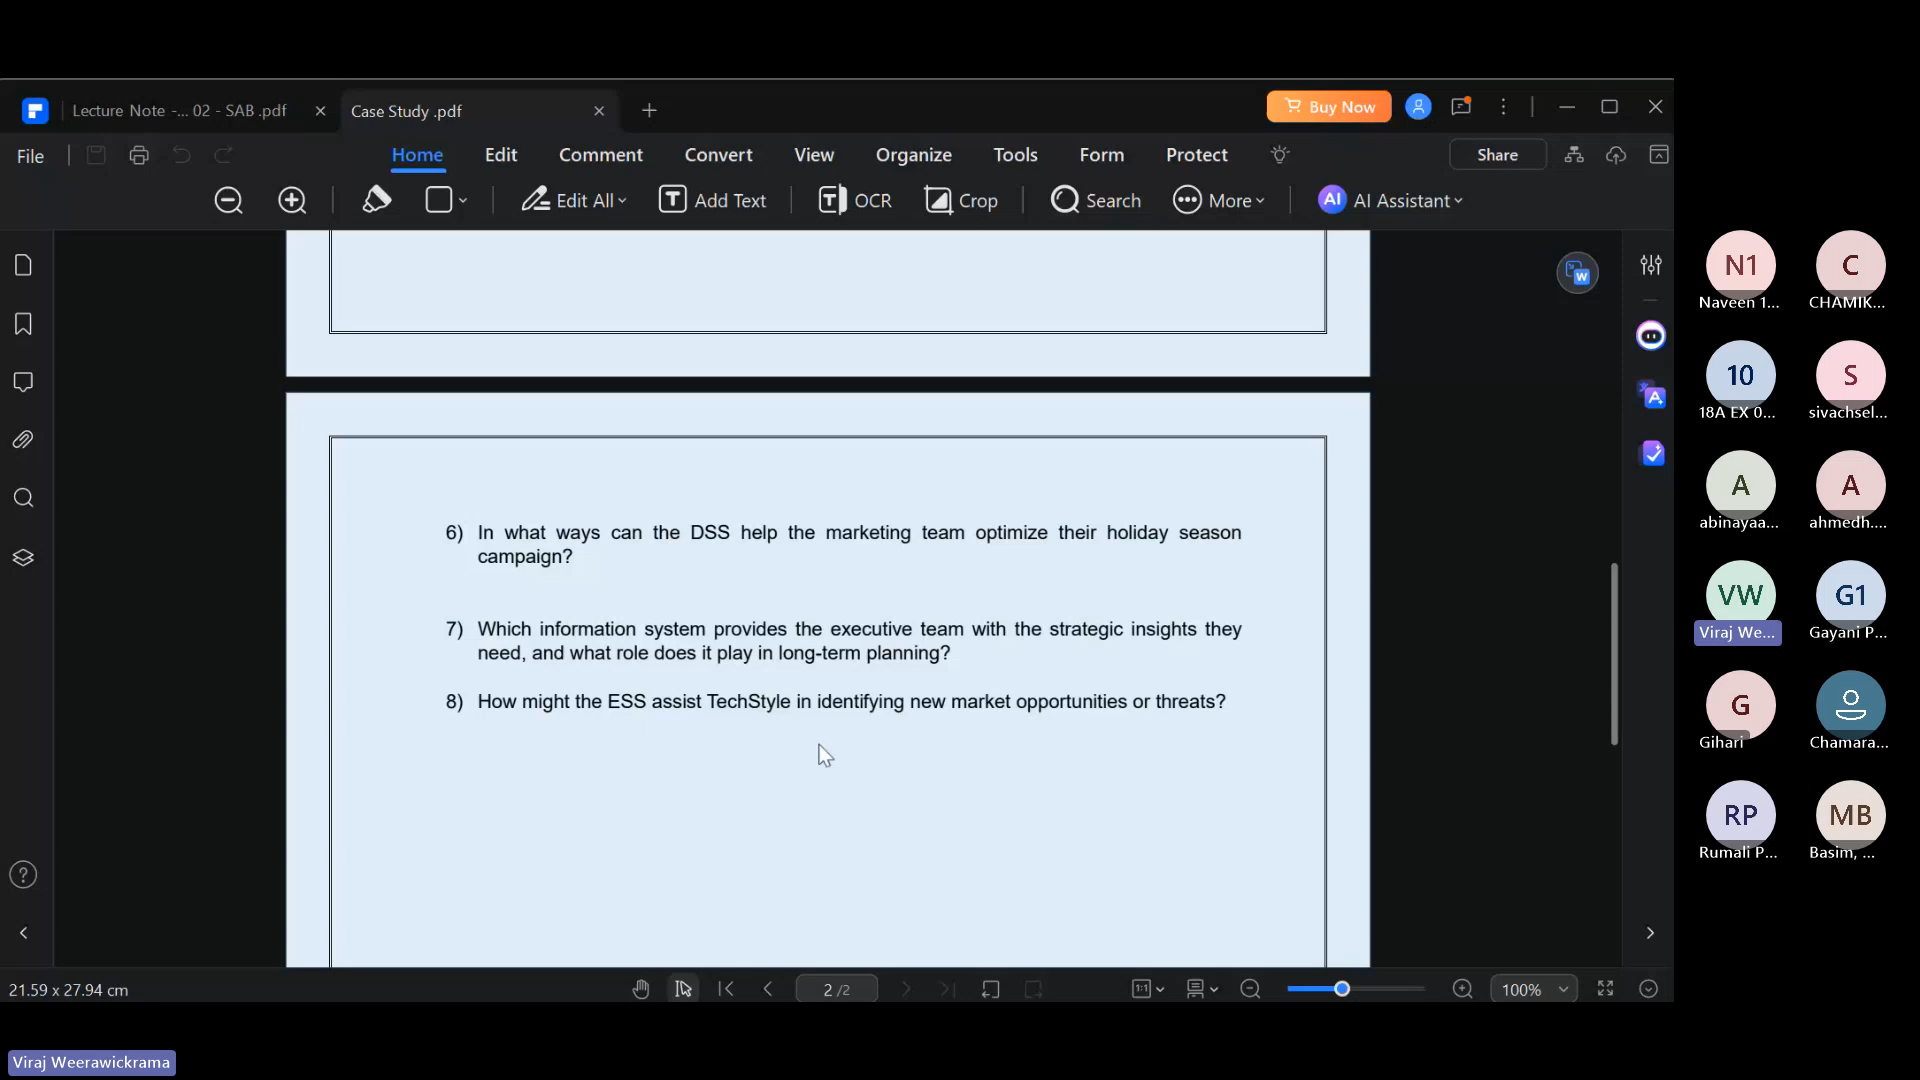 Lecture Note -... 02 - SAB .pdf
Case Study .pdf
Buy Now
File
Home
Edit
Comment
Convert
View
Organize
Tools
Form
Protect
Share
Edit All
T Add Text
T OCR
Crop
Search
More
AI AI Assistant
W
A
6) In what ways can the DSS help the marketing team optimize their holiday season
campaign?
7) Which information system provides the executive team with the strategic insights they
need, and what role does it play in long-term planning?
8) How might the ESS assist TechStyle in identifying new market opportunities or threats?
21.59 x 27.94 cm
2 /2
1:1
100%
N1
Naveen 1...
C
CHAMIK...
10
18A EX 0...
S
sivachsel...
A
abinayaa...
A
ahmedh....
VW
Viraj We...
G1
Gayani P...
G
Gihari
Chamara...
RP
Rumali P...
MB
Basim, ...
Viraj Weerawickrama